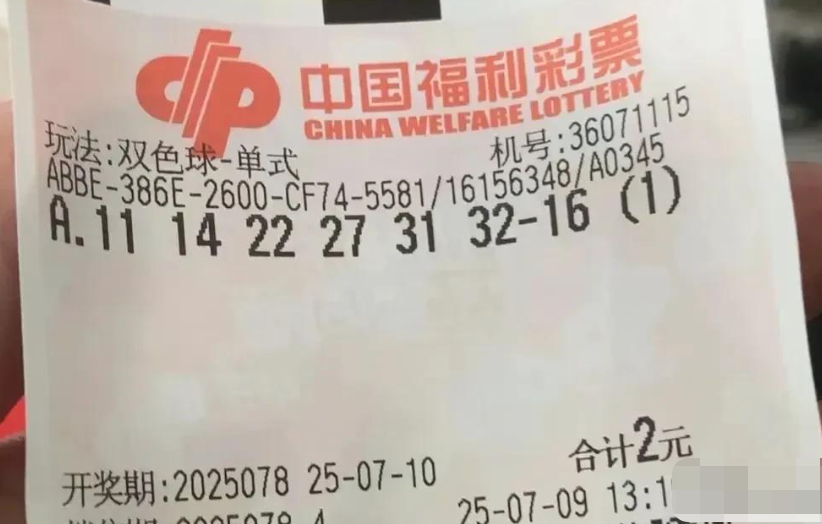 中国福利彩票
CHINA WELFARE LOTTERY
玩法:双色球-单式 机号:36071115
ABBE-386E-2600-CF74-5581/16156348/A0345
A.11 14 22 27 31 32-16 (1)
合计2元
开奖期:2025078 25-07-10
25-07-09 13:1